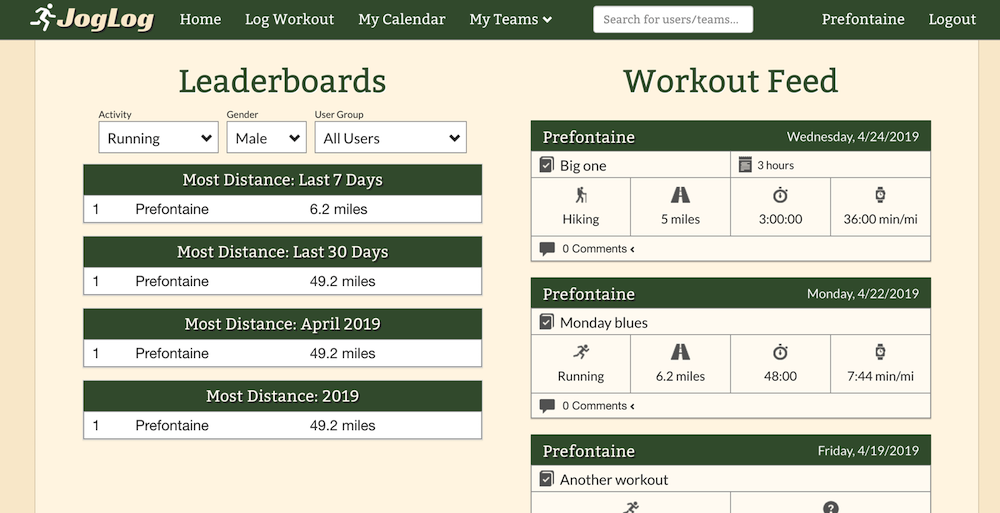 JogLog Home Log Workout My Calendar My Teams Search for users/teams... Prefontaine Logout
Leaderboards
Activity Gender User Group
Running Male All Users
Most Distance: Last 7 Days
1 Prefontaine 6.2 miles
Most Distance: Last 30 Days
1 Prefontaine 49.2 miles
Most Distance: April 2019
1 Prefontaine 49.2 miles
Most Distance: 2019
1 Prefontaine 49.2 miles
Workout Feed
Prefontaine Wednesday, 4/24/2019
Big one 3 hours
Hiking 5 miles 3:00:00 36:00 min/mi
0 Comments
Prefontaine Monday, 4/22/2019
Monday blues
Running 6.2 miles 48:00 7:44 min/mi
0 Comments
Prefontaine Friday, 4/19/2019
Another workout